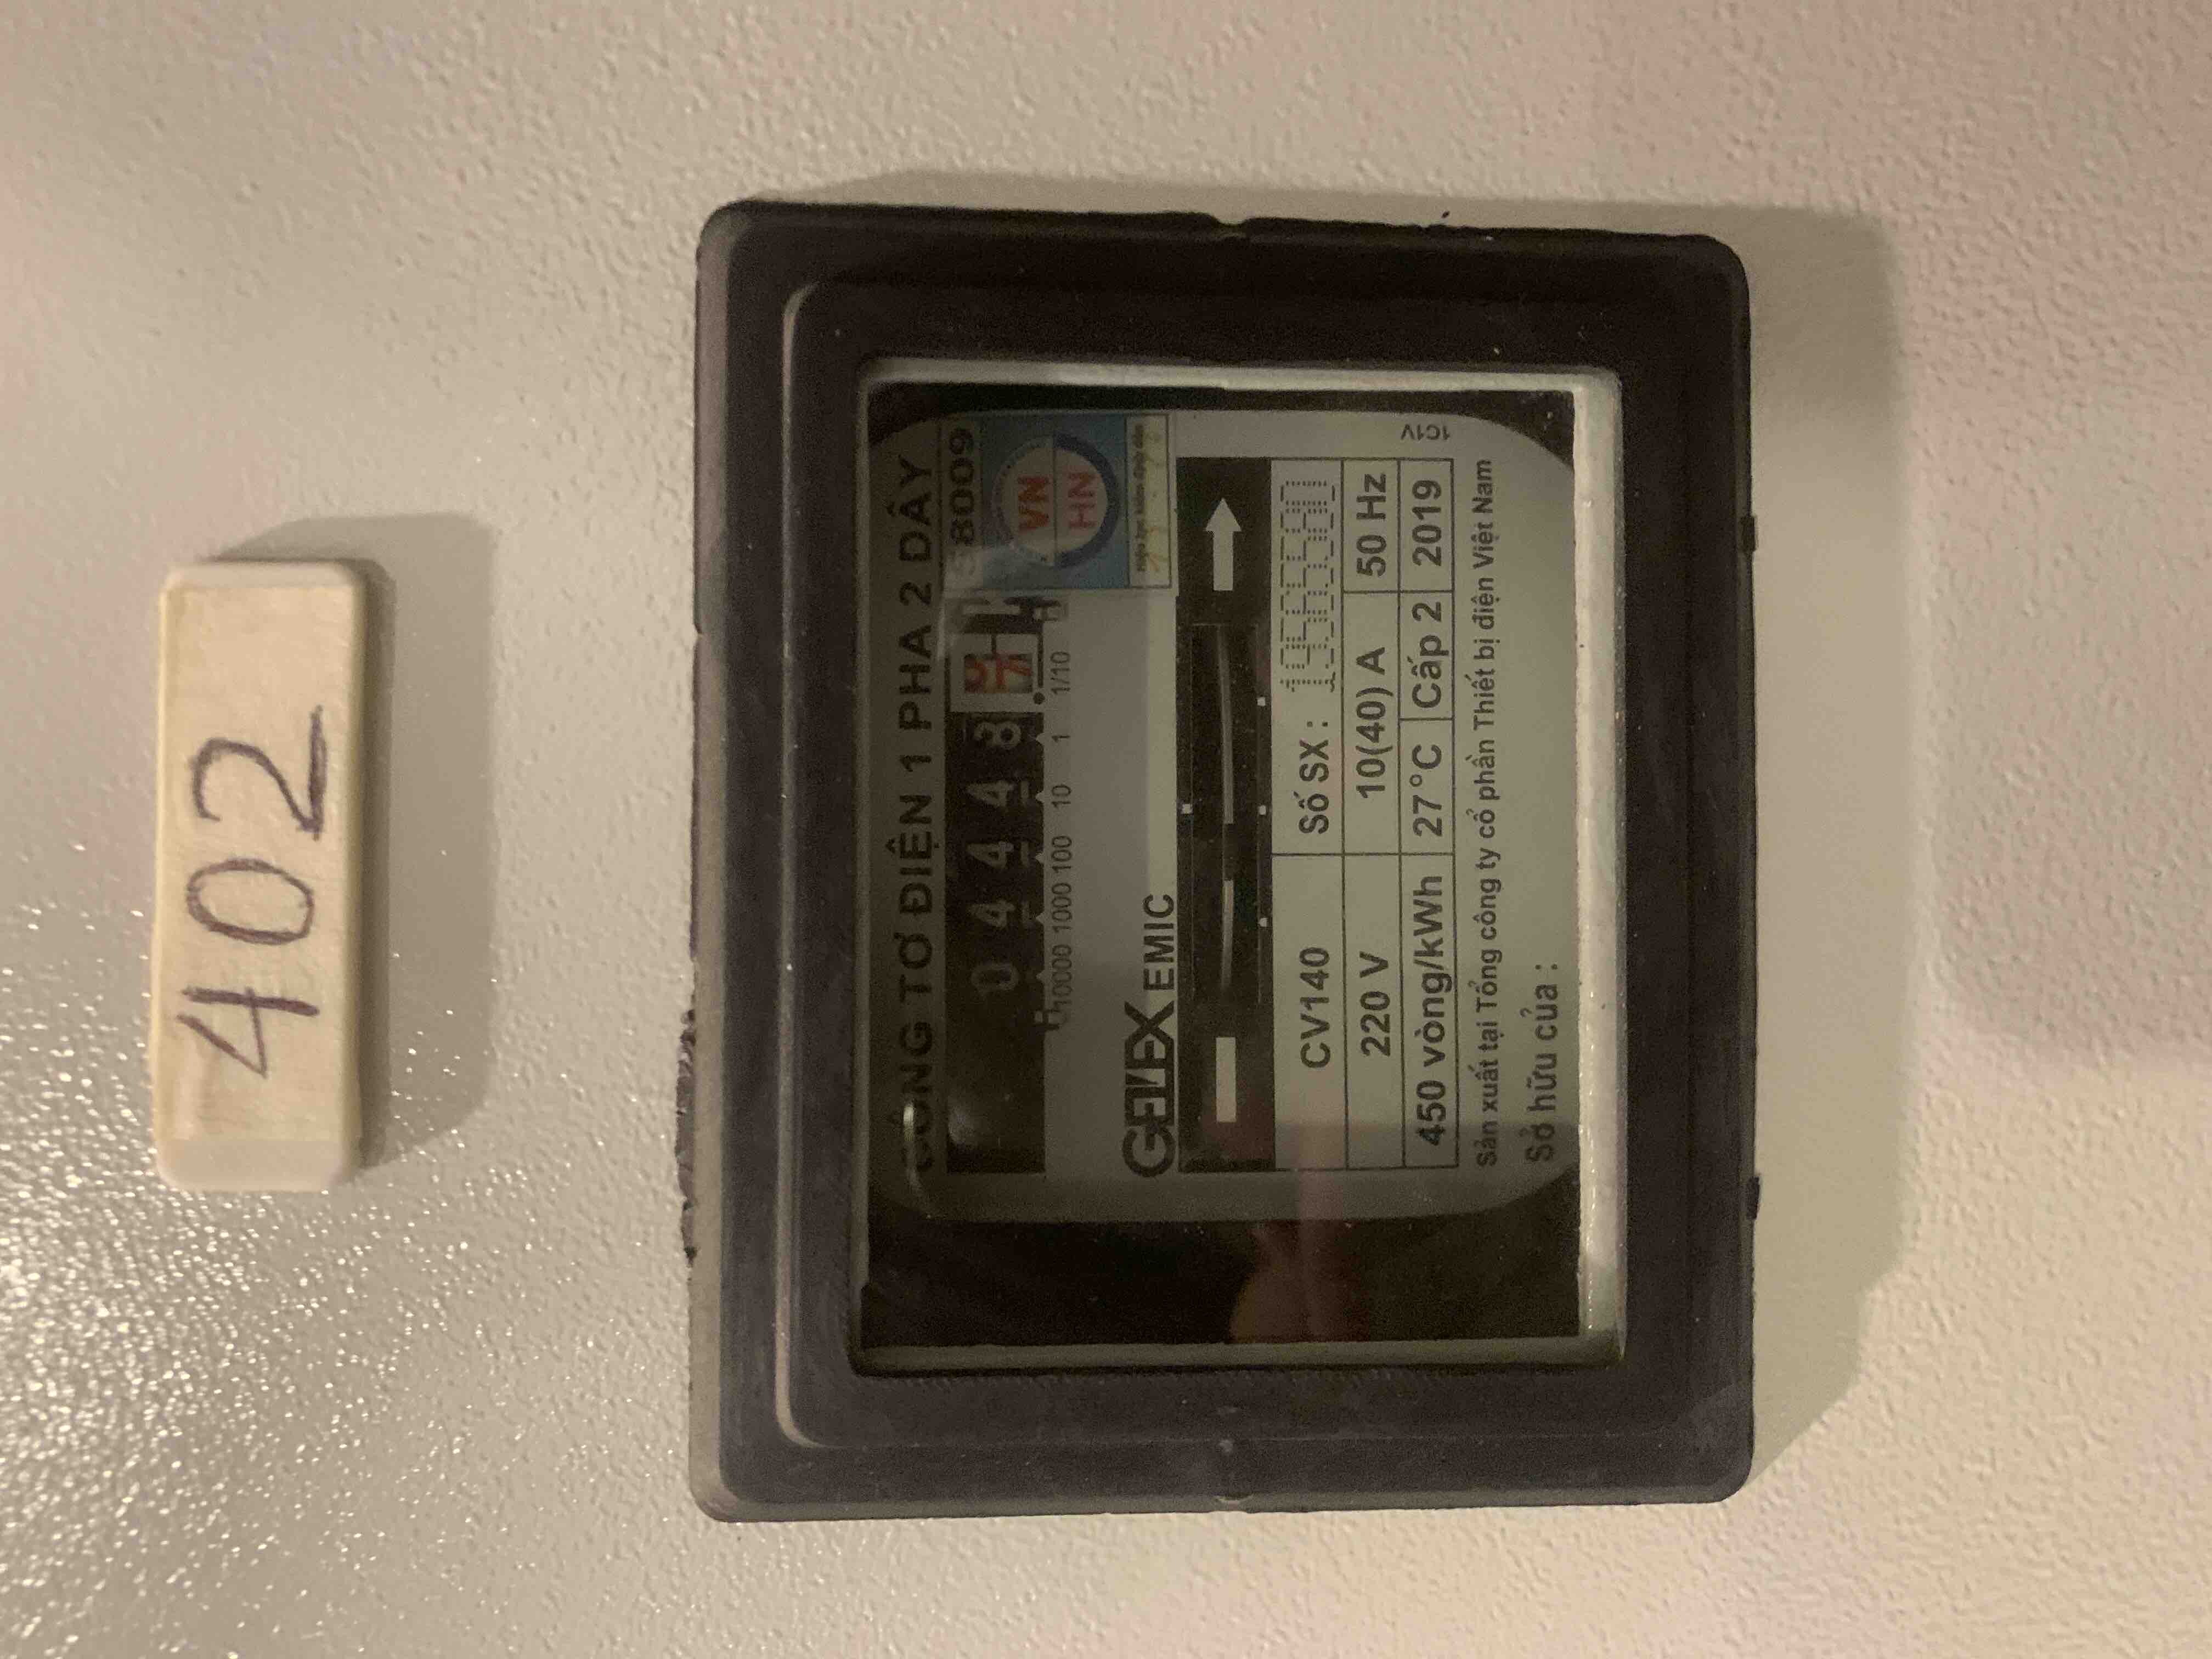 402
CÔNG TƠ ĐIỆN 1 PHA 2 DÂY
0 4 4 4 8
10000 1000 100 10 1 1/10
VN
HN
GELEX EMIC
CV140 Số SX :
220 V 10(40) A 50 Hz
450 vòng/kWh 27°C Cấp 2 2019
1C1V
Sản xuất tại Tổng công ty cổ phần Thiết bị điện Việt Nam
Sở hữu của :